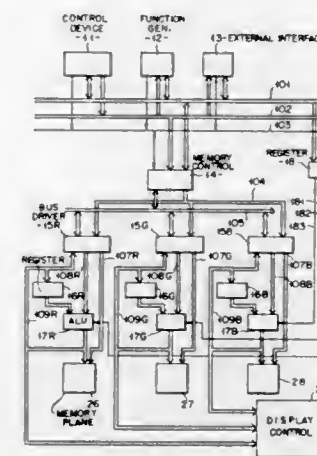 CONTROL FUNCTION
DEVICE GEN. 13-EXTERNAL INTERFAC
-11- -12-
101
102
103
REGISTER-18
MEMORY
CONTROL
-14-
104
181
182
183
BUS
DRIVER-15R
107R
15G
107G
105
15B
107B
REGISTER 108R
16R
108G
16G
16B
108B
109R
ALU
17R
109G
17G
109B
17B
26
MEMORY
PLANE
27
28
DISPLAY
CONTROL